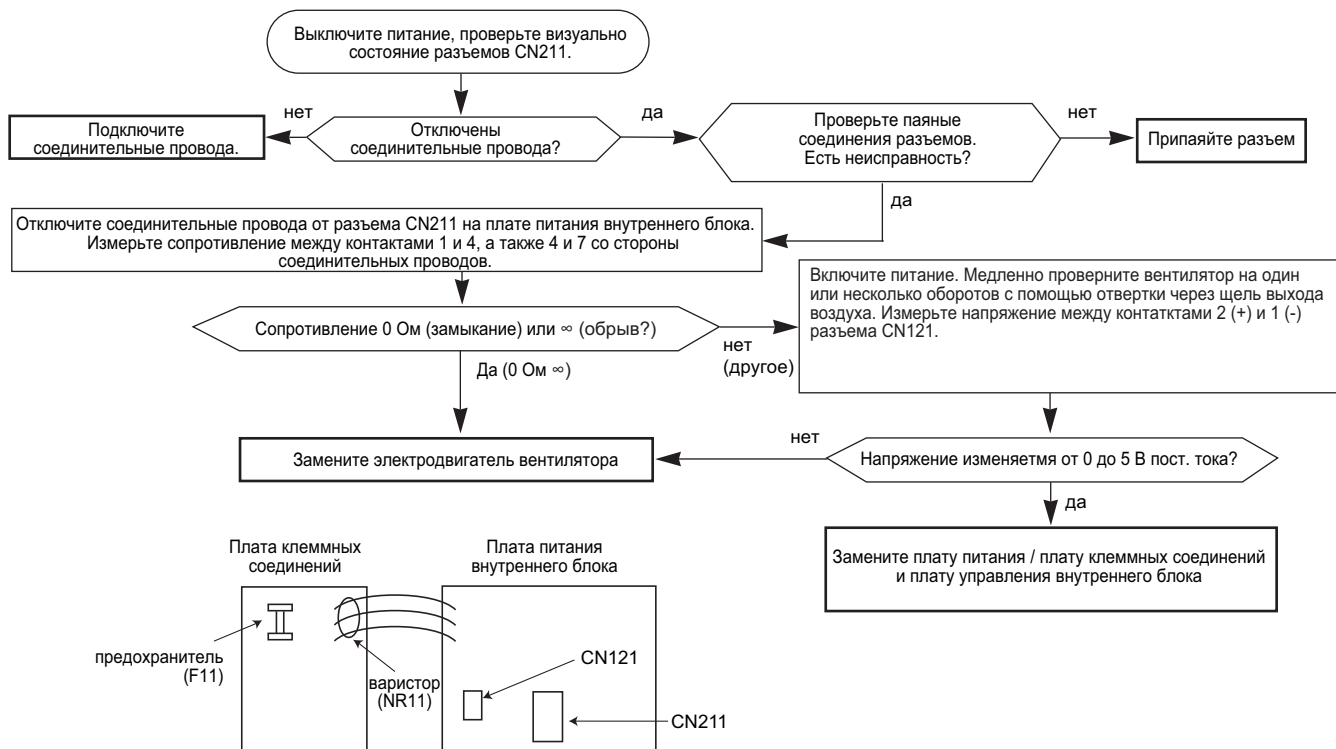 Выключите питание, проверьте визуально
состояние разъемов CN211.
нет
да
нет
Подключите
соединительные провода.
Отключены
соединительные провода?
Проверьте паяные
соединения разъемов.
Есть неисправность?
Припаяйте разъем
да
Отключите соединительные провода от разъема CN211 на плате питания внутреннего блока.
Измерьте сопротивление между контактами 1 и 4, а также 4 и 7 со стороны
соединительных проводов.
Включите питание. Медленно проверните вентилятор на один
или несколько оборотов с помощью отвертки через щель выхода
воздуха. Измерьте напряжение между контатктами 2 (+) и 1 (-)
разъема CN121.
Сопротивление 0 Ом (замыкание) или ∞ (обрыв?)
нет
(другое)
Да (0 Ом ∞)
нет
Замените электродвигатель вентилятора
Напряжение изменяетмя от 0 до 5 В пост. тока?
да
Замените плату питания / плату клеммных соединений
и плату управления внутреннего блока
Плата клеммных
соединений
Плата питания
внутреннего блока
предохранитель
(F11)
варистор
(NR11)
CN121
CN211